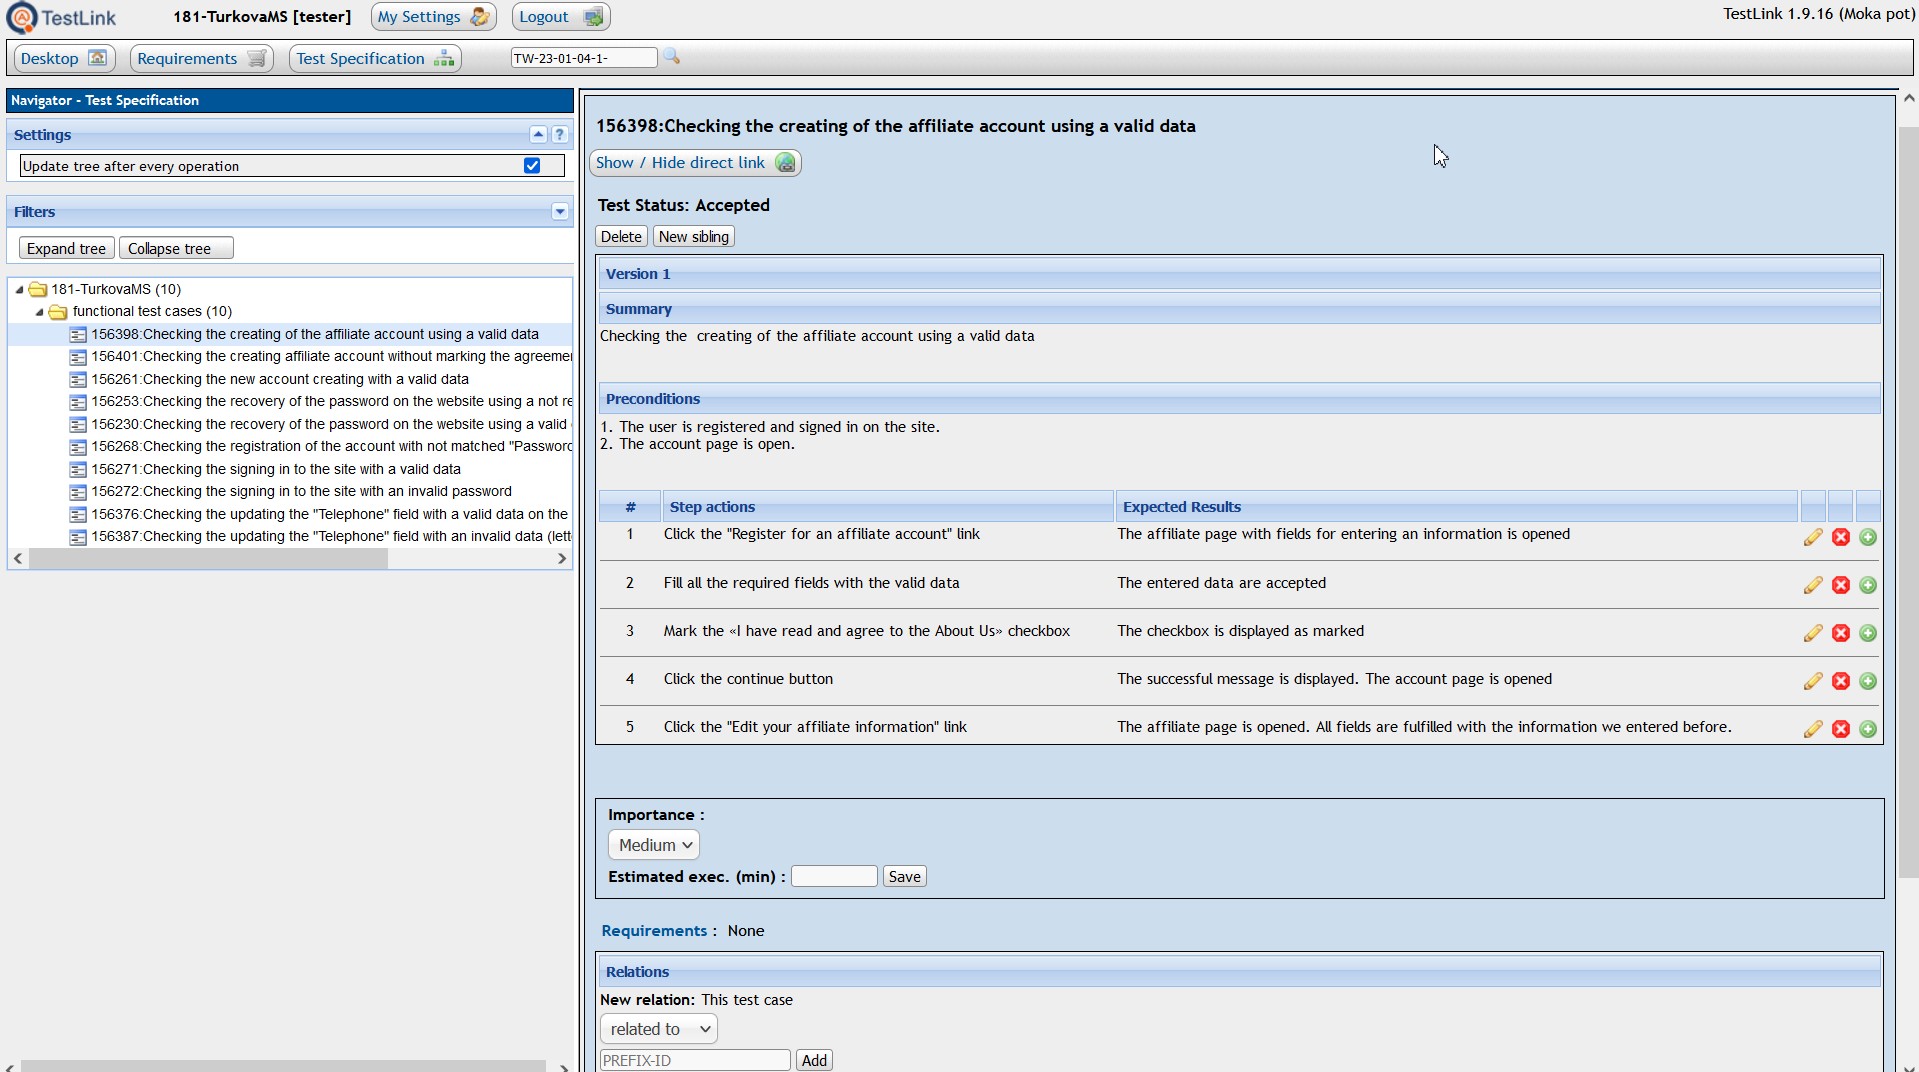 TestLink
181-TurkovaMS [tester]
My Settings
Logout
TestLink 1.9.16 (Moka pot)
Desktop
Requirements
Test Specification
TW-23-01-04-1-
Navigator - Test Specification
Settings
Update tree after every operation
Filters
Expand tree
Collapse tree
181-TurkovaMS (10)
functional test cases (10)
156398:Checking the creating of the affiliate account using a valid data
156401:Checking the creating affiliate account without marking the agreemer
156261:Checking the new account creating with a valid data
156253:Checking the recovery of the password on the website using a not re
156230:Checking the recovery of the password on the website using a valid
156268:Checking the registration of the account with not matched "Passworc
156271:Checking the signing in to the site with a valid data
156272:Checking the signing in to the site with an invalid password
156376:Checking the updating the "Telephone" field with a valid data on the
156387:Checking the updating the "Telephone" field with an invalid data (lett
156398:Checking the creating of the affiliate account using a valid data
Show / Hide direct link
Test Status: Accepted
Delete
New sibling
Version 1
Summary
Checking the  creating of the affiliate account using a valid data
Preconditions
1. The user is registered and signed in on the site.
2. The account page is open.
# Step actions Expected Results
1 Click the "Register for an affiliate account" link The affiliate page with fields for entering an information is opened
2 Fill all the required fields with the valid data The entered data are accepted
3 Mark the «I have read and agree to the About Us» checkbox The checkbox is displayed as marked
4 Click the continue button The successful message is displayed. The account page is opened
5 Click the "Edit your affiliate information" link The affiliate page is opened. All fields are fulfilled with the information we entered before.
Importance :
Medium
Estimated exec. (min) :
Save
Requirements : None
Relations
New relation: This test case
related to
PREFIX-ID
Add